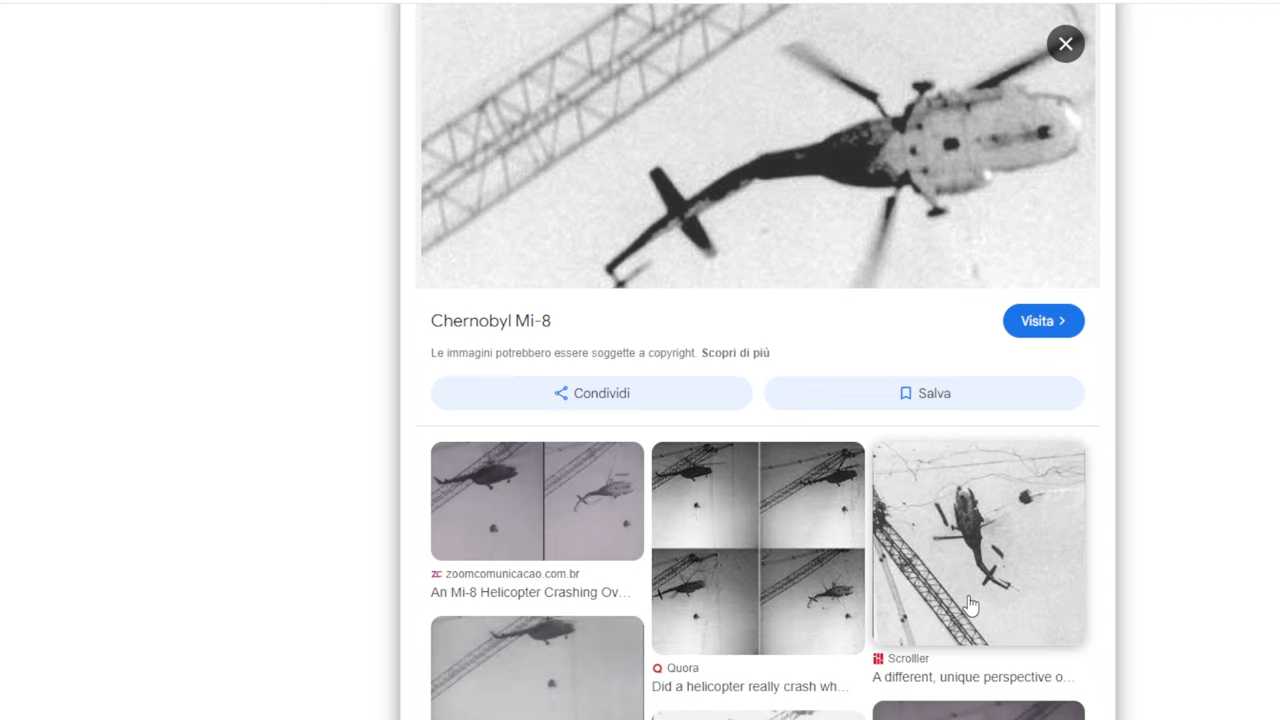 Chernobyl Mi-8
Visita
Le immagini potrebbero essere soggette a copyright. Scopri di più
Condividi
Salva
zoomcomunicacao.com.br
An Mi-8 Helicopter Crashing Ov...
Quora
Did a helicopter really crash wh...
Scrolller
A different, unique perspective o...